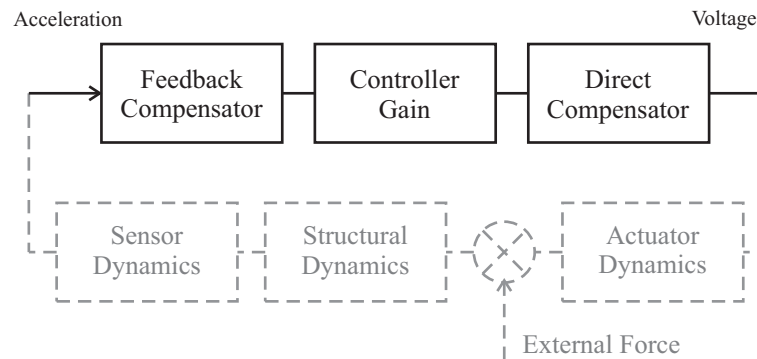 Acceleration
Voltage
Feedback
Compensator
Controller
Gain
Direct
Compensator
Sensor
Dynamics
Structural
Dynamics
Actuator
Dynamics
External Force